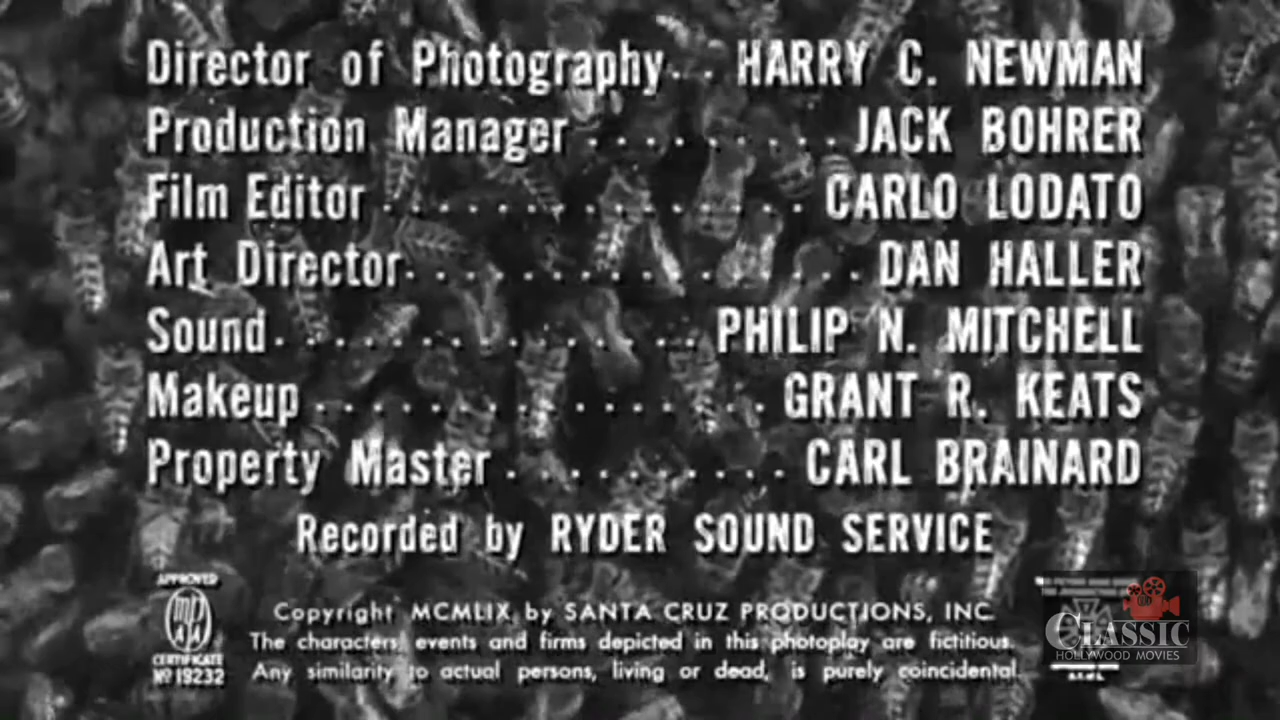 Director of Photography . . HARRY C. NEWMAN
Production Manager . . . . . . . . . JACK BOHRER
Film Editor . . . . . . . . . . . . . . . CARLO LODATO
Art Director . . . . . . . . . . . . . . . . DAN HALLER
Sound . . . . . . . . . . . . . . . PHILIP N. MITCHELL
Makeup . . . . . . . . . . . . . . . . GRANT R. KEATS
Property Master . . . . . . . . . . CARL BRAINARD
Recorded by RYDER SOUND SERVICE
Copyright MCMLIX by SANTA CRUZ PRODUCTIONS, INC.
The characters, events and firms depicted in this photoplay are fictitious.
Any similarity to actual persons, living or dead, is purely coincidental.
APPROVED
MPAA
CERTIFICATE
Nº 19232
CLASSIC
HOLLYWOOD MOVIES